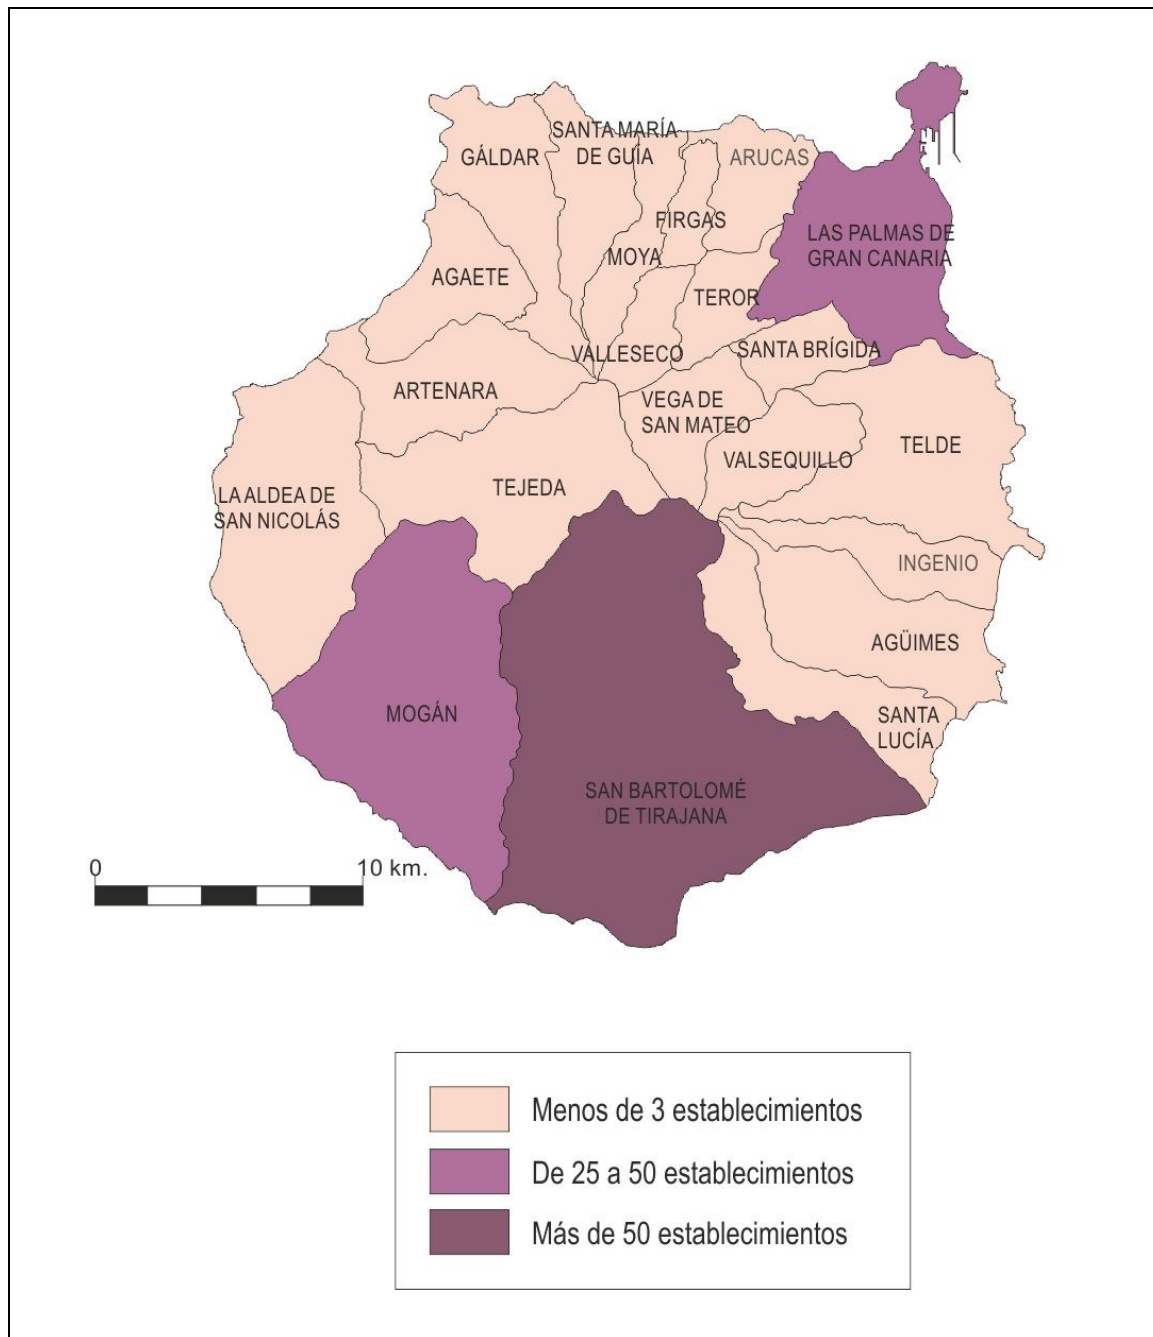 SANTA MARÍA
DE GUÍA
GÁLDAR
ARUCAS
FIRGAS
LAS PALMAS DE
GRAN CANARIA
MOYA
AGAETE
TEROR
VALLESECO
SANTA BRÍGIDA
ARTENARA
VEGA DE
SAN MATEO
TELDE
VALSEQUILLO
TEJEDA
LA ALDEA DE
SAN NICOLÁS
INGENIO
AGÜIMES
MOGÁN
SANTA
LUCÍA
SAN BARTOLOMÉ
DE TIRAJANA
0 10 km.
Menos de 3 establecimientos
De 25 a 50 establecimientos
Más de 50 establecimientos